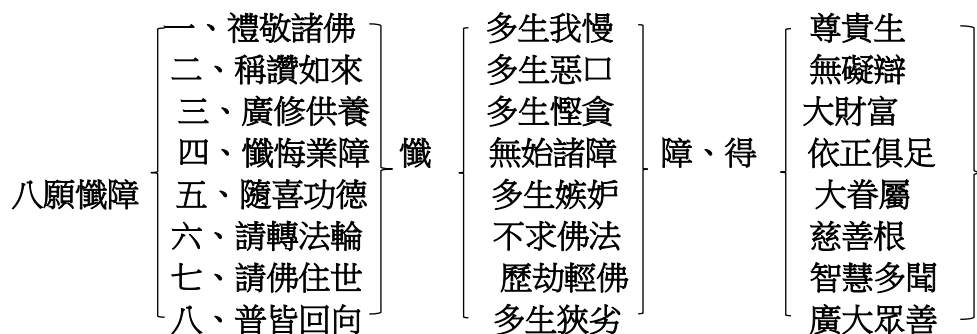 一、禮敬諸佛 多生我慢 尊貴生
二、稱讚如來 多生惡口 無礙辯
三、廣修供養 多生慳貪 大財富
四、懺悔業障 懺 無始諸障 障、得 依正俱足
八願懺障 五、隨喜功德 多生嫉妒 大眷屬
六、請轉法輪 不求佛法 慈善根
七、請佛住世 歷劫輕佛 智慧多聞
八、普皆回向 多生狹劣 廣大眾善